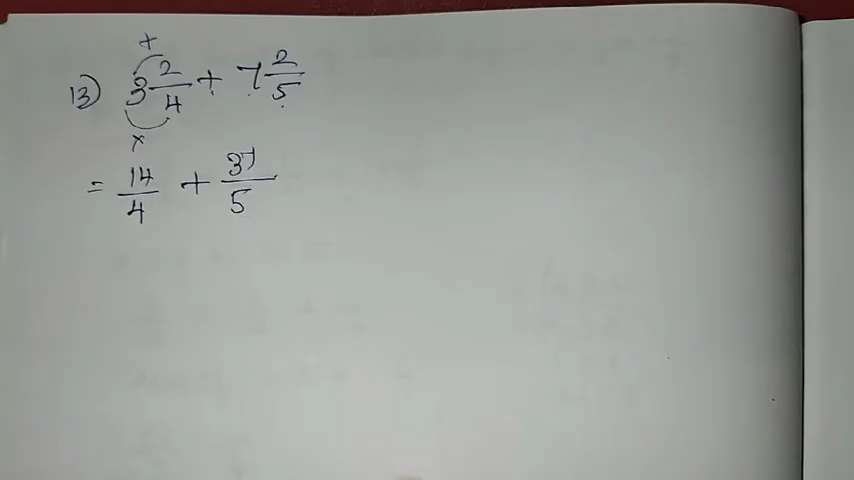 +
13) 3 2/4 + 7 2/5
×
= 14/4 + 37/5